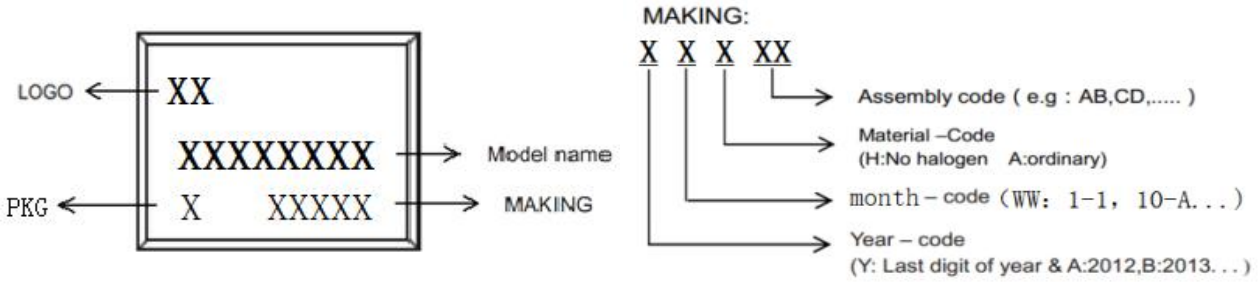 LOGO
XX
XXXXXXXX
Model name
PKG
X XXXXX
MAKING
MAKING:
X X X XX
Assembly code ( e.g : AB,CD,..... )
Material –Code
(H:No halogen A:ordinary)
month – code (WW: 1-1, 10-A...)
Year – code
(Y: Last digit of year & A:2012,B:2013...)